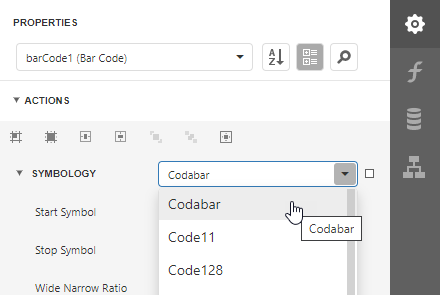 PROPERTIES
barCode1 (Bar Code)
A
Z
ACTIONS
SYMBOLOGY
Codabar
Start Symbol
Codabar
Codabar
Stop Symbol
Code11
Wide Narrow Ratio
Code128